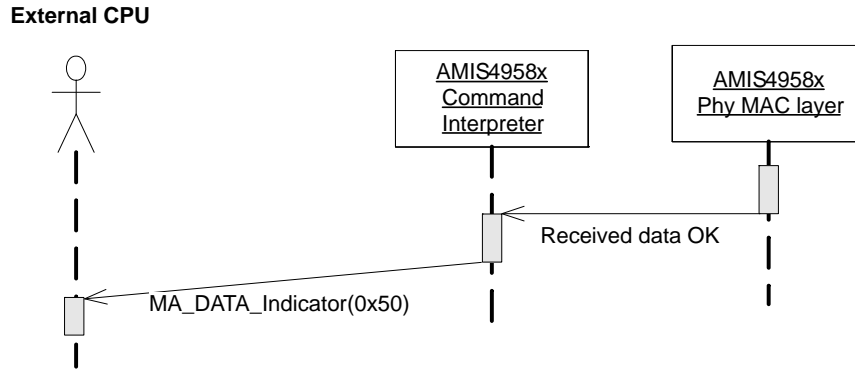 External CPU
AMIS4958x
Command
Interpreter
AMIS4958x
Phy MAC layer
Received data OK
MA_DATA_Indicator(0x50)